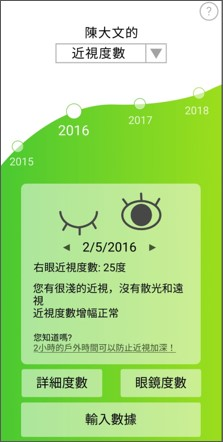 ?
陳大文的
近視度數
2018
2017
2016
2015
2/5/2016
右眼近視度數: 25度
您有很淺的近視，沒有散光和遠
視
近視度數增幅正常
您知道嗎?
2小時的戶外時間可以防止近視加深！
詳細度數
眼鏡度數
輸入數據